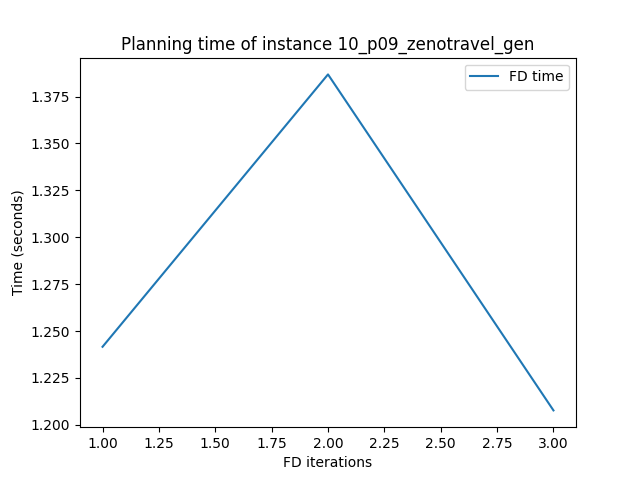 Planning time of instance 10_p09_zenotravel_gen
FD time
Time (seconds)
1.375
1.350
1.325
1.300
1.275
1.250
1.225
1.200
1.00 1.25 1.50 1.75 2.00 2.25 2.50 2.75 3.00
FD iterations